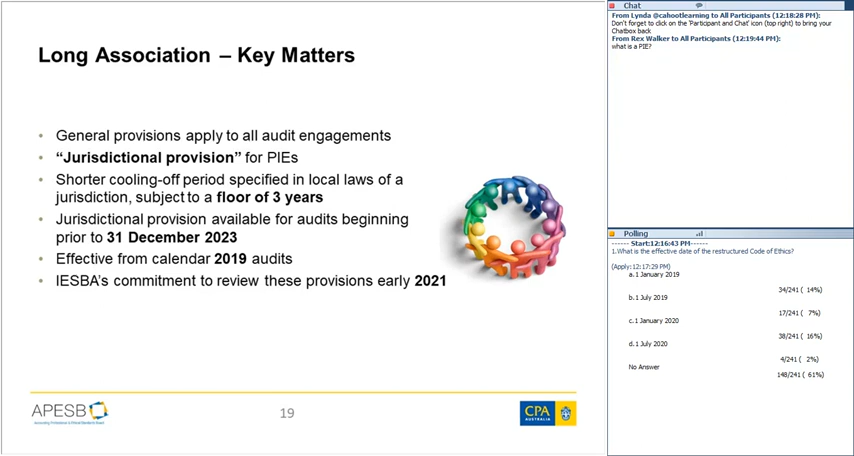 Long Association – Key Matters
• General provisions apply to all audit engagements
• “Jurisdictional provision” for PIEs
• Shorter cooling-off period specified in local laws of a
jurisdiction, subject to a floor of 3 years
• Jurisdictional provision available for audits beginning
prior to 31 December 2023
• Effective from calendar 2019 audits
• IESBA’s commitment to review these provisions early 2021
APESB
Accounting Professional & Ethical Standards Board
19
CPA
AUSTRALIA
Chat
From Lynda @cahootlearning to All Participants (12:18:28 PM):
Don't forget to click on the 'Participant and Chat' icon (top right) to bring your
Chatbox back
From Rex Walker to All Participants (12:19:44 PM):
what is a PIE?
Polling
------ Start:12:16:43 PM------
1.What is the effective date of the restructured Code of Ethics?
(Apply:12:17:29 PM)
a.1 January 2019
34/241 ( 14%)
b.1 July 2019
17/241 ( 7%)
c.1 January 2020
38/241 ( 16%)
d.1 July 2020
4/241 ( 2%)
No Answer
148/241 ( 61%)